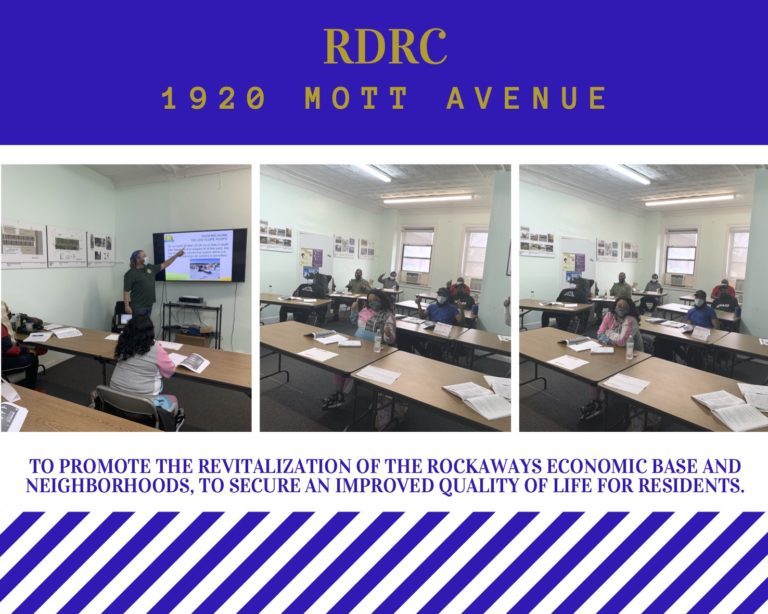 RDRC
1920 MOTT AVENUE
TO PROMOTE THE REVITALIZATION OF THE ROCKAWAYS ECONOMIC BASE AND
NEIGHBORHOODS, TO SECURE AN IMPROVED QUALITY OF LIFE FOR RESIDENTS.